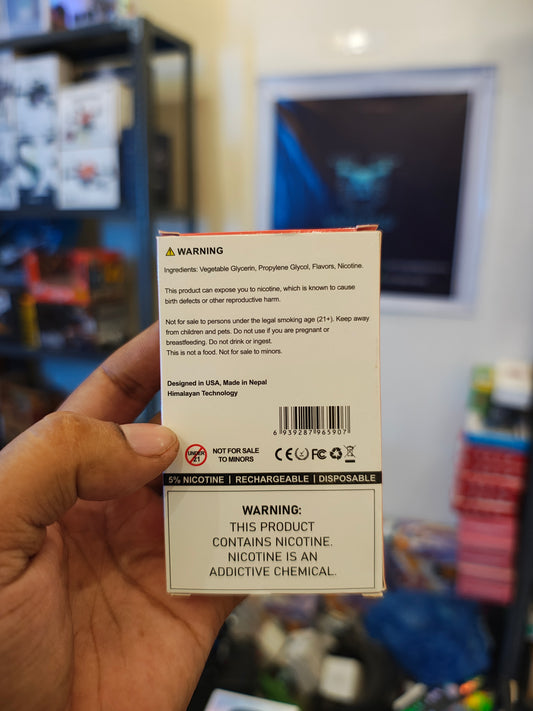 ⚠ WARNING
Ingredients: Vegetable Glycerin, Propylene Glycol, Flavors, Nicotine.
This product can expose you to nicotine, which is known to cause
birth defects or other reproductive harm.
Not for sale to persons under the legal smoking age (21+). Keep away
from children and pets. Do not use if you are pregnant or
breastfeeding. Do not drink or ingest.
This is not a food. Not for sale to minors.
Designed in USA, Made in Nepal
Himalayan Technology
6 939287 965907
UNDER
21
NOT FOR SALE
TO MINORS
CE FC
5% NICOTINE | RECHARGEABLE | DISPOSABLE
WARNING:
THIS PRODUCT
CONTAINS NICOTINE.
NICOTINE IS AN
ADDICTIVE CHEMICAL.